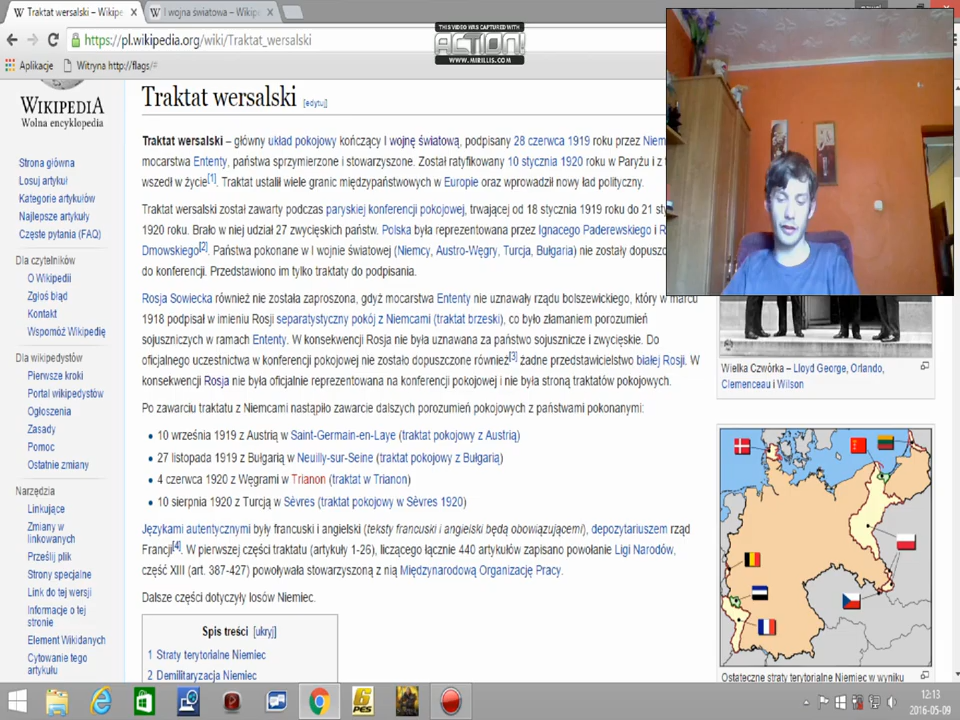 Traktat wersalski – Wikipe
I wojna światowa – Wikipe
https://pl.wikipedia.org/wiki/Traktat_wersalski
THIS VIDEO WAS CAPTURED WITH
ACTION!
WWW.MIRILLIS.COM
Aplikacje
Witryna http://flags/#
WIKIPEDIA
Wolna encyklopedia
Strona główna
Losuj artykuł
Kategorie artykułów
Najlepsze artykuły
Częste pytania (FAQ)
Dla czytelników
O Wikipedii
Zgłoś błąd
Kontakt
Wspomóż Wikipedię
Dla wikipedystów
Pierwsze kroki
Portal wikipedystów
Ogłoszenia
Zasady
Pomoc
Ostatnie zmiany
Narzędzia
Linkujące
Zmiany w
linkowanych
Prześlij plik
Strony specjalne
Link do tej wersji
Informacje o tej
stronie
Element Wikidanych
Cytowanie tego
artykułu
Traktat wersalski [edytuj]
Traktat wersalski – główny układ pokojowy kończący I wojnę światową, podpisany 28 czerwca 1919 roku przez Niem
mocarstwa Ententy, państwa sprzymierzone i stowarzyszone. Został ratyfikowany 10 stycznia 1920 roku w Paryżu i z
wszedł w życie[1]. Traktat ustalił wiele granic międzypaństwowych w Europie oraz wprowadził nowy ład polityczny.
Traktat wersalski został zawarty podczas paryskiej konferencji pokojowej, trwającej od 18 stycznia 1919 roku do 21 st
1920 roku. Brało w niej udział 27 zwycięskich państw. Polska była reprezentowana przez Ignacego Paderewskiego i R
Dmowskiego[2]. Państwa pokonane w I wojnie światowej (Niemcy, Austro-Węgry, Turcja, Bułgaria) nie zostały dopuszc
do konferencji. Przedstawiono im tylko traktaty do podpisania.
Rosja Sowiecka również nie została zaproszona, gdyż mocarstwa Ententy nie uznawały rządu bolszewickiego, który w marcu
1918 podpisał w imieniu Rosji separatystyczny pokój z Niemcami (traktat brzeski), co było złamaniem porozumień
sojuszniczych w ramach Ententy. W konsekwencji Rosja nie była uznawana za państwo sojusznicze i zwycięskie. Do
oficjalnego uczestnictwa w konferencji pokojowej nie zostało dopuszczone również[3] żadne przedstawicielstwo białej Rosji. W
konsekwencji Rosja nie była oficjalnie reprezentowana na konferencji pokojowej i nie była stroną traktatów pokojowych.
Po zawarciu traktatu z Niemcami nastąpiło zawarcie dalszych porozumień pokojowych z państwami pokonanymi:
10 września 1919 z Austrią w Saint-Germain-en-Laye (traktat pokojowy z Austrią)
27 listopada 1919 z Bułgarią w Neuilly-sur-Seine (traktat pokojowy z Bułgarią)
4 czerwca 1920 z Węgrami w Trianon (traktat w Trianon)
10 sierpnia 1920 z Turcją w Sèvres (traktat pokojowy w Sèvres 1920)
Językami autentycznymi były francuski i angielski (teksty francuski i angielski będą obowiązującemi), depozytariuszem rząd
Francji[4]. W pierwszej części traktatu (artykuły 1-26), liczącego łącznie 440 artykułów zapisano powołanie Ligi Narodów,
część XIII (art. 387-427) powoływała stowarzyszoną z nią Międzynarodową Organizację Pracy.
Dalsze części dotyczyły losów Niemiec.
Spis treści [ukryj]
1 Straty terytorialne Niemiec
2 Demilitaryzacja Niemiec
Wielka Czwórka – Lloyd George, Orlando,
Clemenceau i Wilson
Ostateczne straty terytorialne Niemiec w wyniku
12:13
2016-05-09